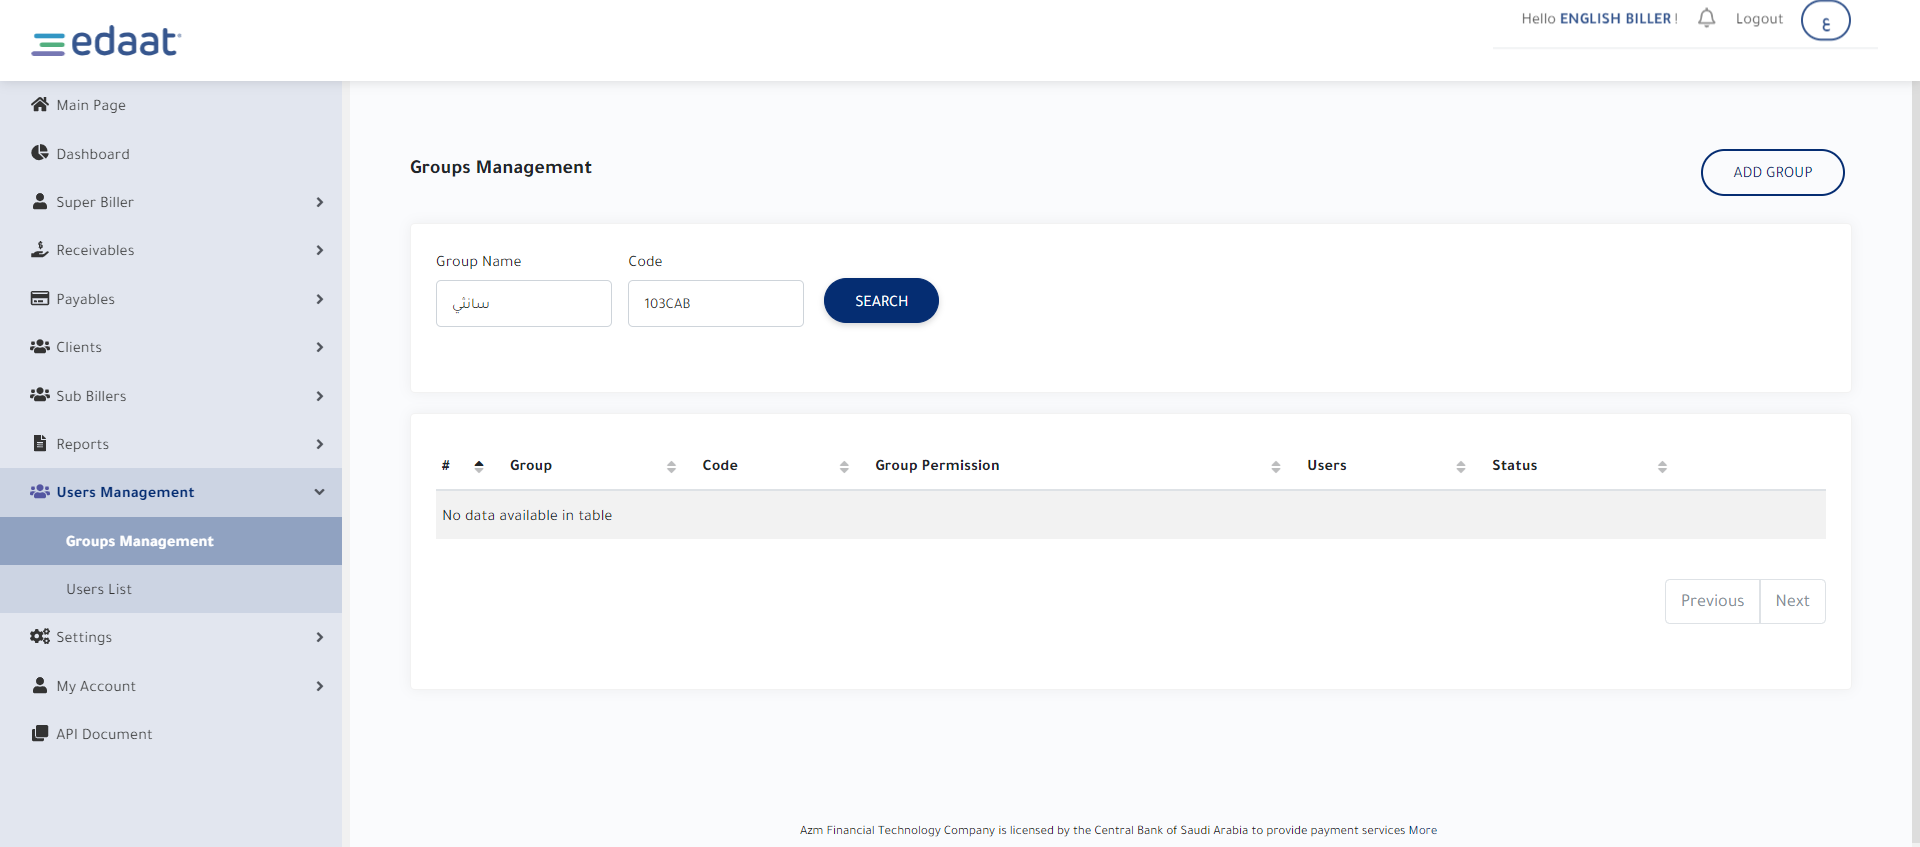 edaat
Hello ENGLISH BILLER !
Logout
ع
Main Page
Dashboard
Super Biller
Receivables
Payables
Clients
Sub Billers
Reports
Users Management
Groups Management
Users List
Settings
My Account
API Document
Groups Management
ADD GROUP
Group Name
Code
سانثي
103CAB
SEARCH
# Group Code Group Permission Users Status
No data available in table
Previous Next
Azm Financial Technology Company is licensed by the Central Bank of Saudi Arabia to provide payment services More